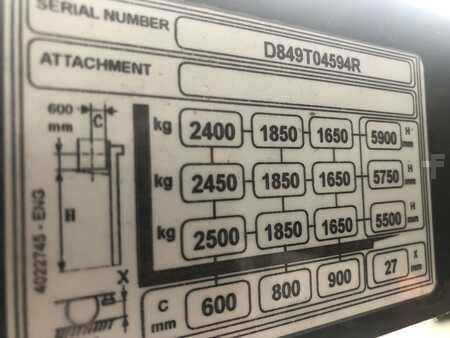 SERIAL NUMBER D849T04594R
ATTACHMENT
600 mm C kg 2400 1850 1650 5900 H mm
kg 2450 1850 1650 5750 H mm
H kg 2500 1850 1650 5500 H mm
X C mm 600 800 900 27 X mm
4022745 - ENG